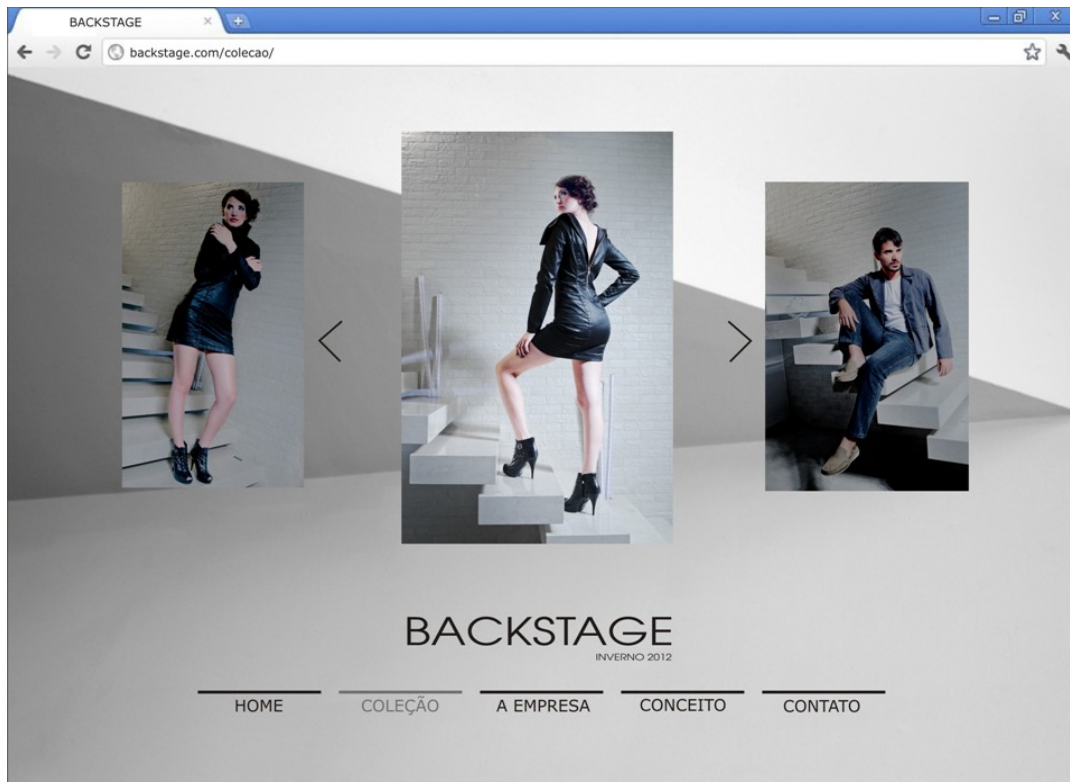 BACKSTAGE
backstage.com/colecao/
BACKSTAGE
INVERNO 2012
HOME COLEÇÃO A EMPRESA CONCEITO CONTATO